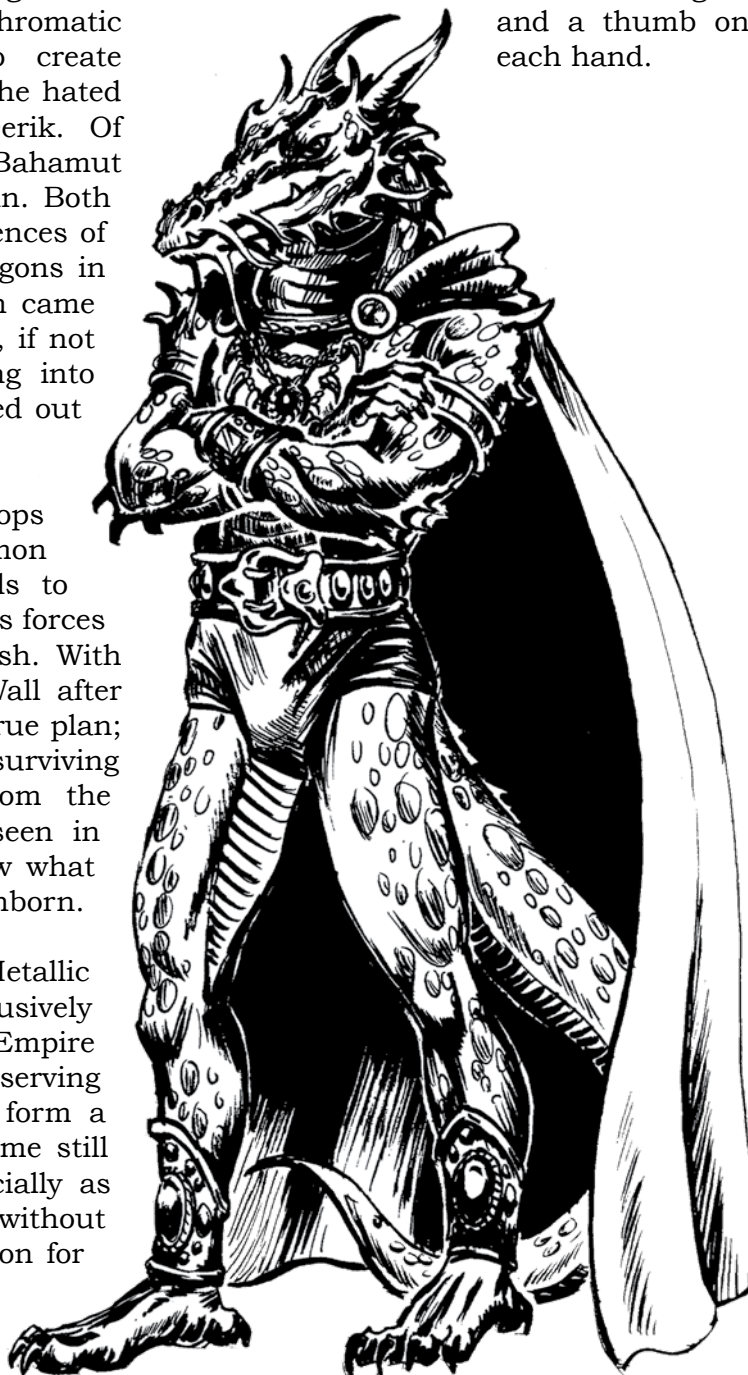 hromatic
o create
he hated
erik. Of
Bahamut
n. Both
ences of
gons in
n came
, if not
ng into
ed out
ops
mon
ls to
s forces
sh. With
Wall after
rue plan;
surviving
om the
seen in
w what
nborn.
Metallic
usively
Empire
serving
form a
me still
cially as
without
on for
and a thumb on
each hand.